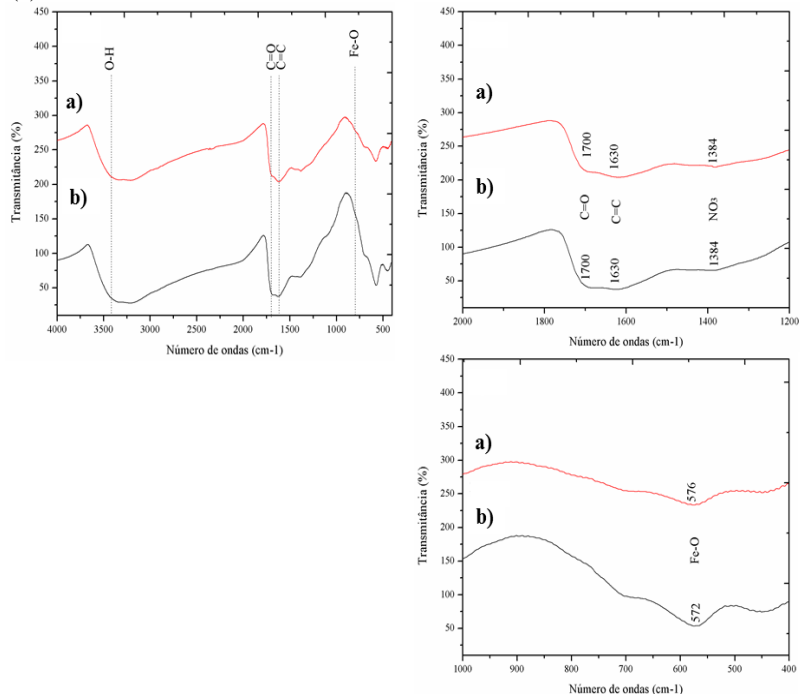 O-H
C=O
C=C
Fe-O
450
400
350
300
250
200
150
100
50
a)
b)
Transmitância (%)
4000 3500 3000 2500 2000 1500 1000 500
Número de ondas (cm-1)
450
400
350
300
250
200
150
100
50
a)
1700
1630
1384
b)
C=O
C=C
NO3
1700
1630
1384
Transmitância (%)
2000 1800 1600 1400 1200
Número de ondas (cm-1)
450
400
350
300
250
200
150
100
50
a)
576
b)
Fe-O
572
Transmitância (%)
1000 900 800 700 600 500 400
Número de ondas (cm-1)